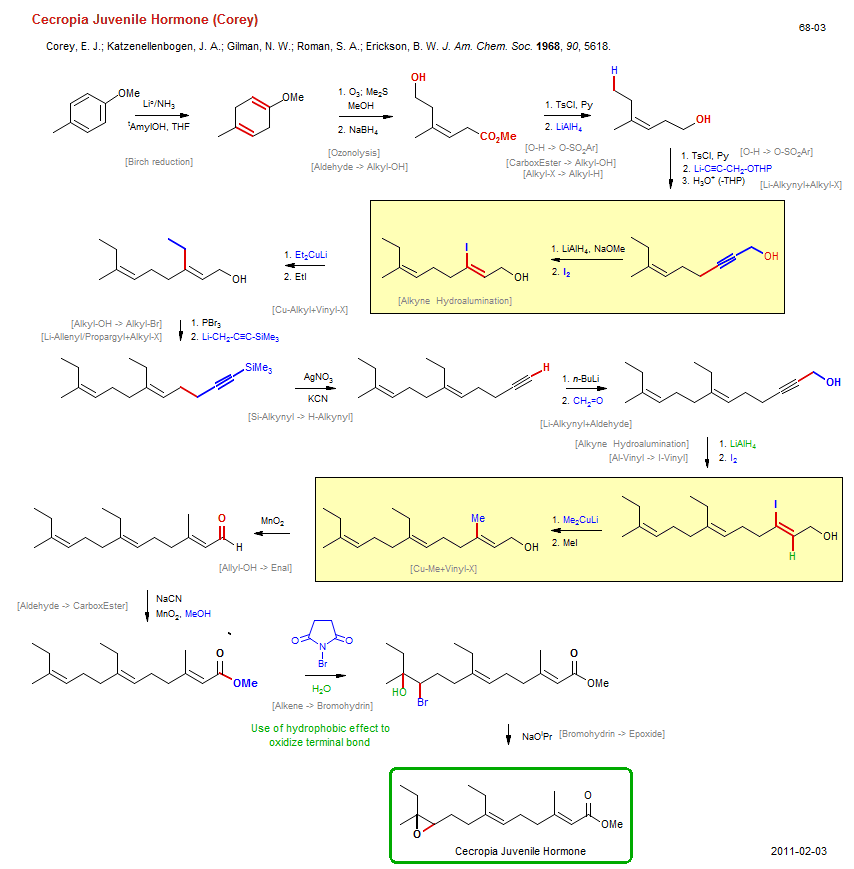 Cecropia Juvenile Hormone (Corey)
68-03
Corey, E. J.; Katzenellenbogen, J. A.; Gilman, N. W.; Roman, S. A.; Erickson, B. W. J. Am. Chem. Soc. 1968, 90, 5618.
OMe
Li°/NH₃
ᵗAmylOH, THF
[Birch reduction]
OMe
1. O₃; Me₂S
MeOH
2. NaBH₄
[Ozonolysis]
[Aldehyde -> Alkyl-OH]
OH
CO₂Me
1. TsCl, Py
2. LiAlH₄
[O-H -> O-SO₂Ar]
[CarboxEster -> Alkyl-OH]
[Alkyl-X -> Alkyl-H]
H
OH
1. TsCl, Py
[O-H -> O-SO₂Ar]
2. Li-C≡C-CH₂-OTHP
3. H₃O⁺ (-THP)
[Li-Alkynyl+Alkyl-X]
OH
1. LiAlH₄, NaOMe
2. I₂
I
OH
[Alkyne Hydroalumination]
1. Et₂CuLi
2. EtI
[Cu-Alkyl+Vinyl-X]
OH
[Alkyl-OH -> Alkyl-Br]
[Li-Allenyl/Propargyl+Alkyl-X]
1. PBr₃
2. Li-CH₂-C≡C-SiMe₃
SiMe₃
AgNO₃
KCN
[Si-Alkynyl -> H-Alkynyl]
H
1. n-BuLi
2. CH₂=O
[Li-Alkynyl+Aldehyde]
OH
[Alkyne Hydroalumination]
[Al-Vinyl -> I-Vinyl]
1. LiAlH₄
2. I₂
I
OH
H
1. Me₂CuLi
2. MeI
Me
OH
[Cu-Me+Vinyl-X]
MnO₂
[Allyl-OH -> Enal]
O
H
[Aldehyde -> CarboxEster]
NaCN
MnO₂, MeOH
O
OMe
O
N
O
Br
H₂O
[Alkene -> Bromohydrin]
Use of hydrophobic effect to
oxidize terminal bond
HO
Br
O
OMe
NaOⁱPr
[Bromohydrin -> Epoxide]
O
O
OMe
Cecropia Juvenile Hormone
2011-02-03